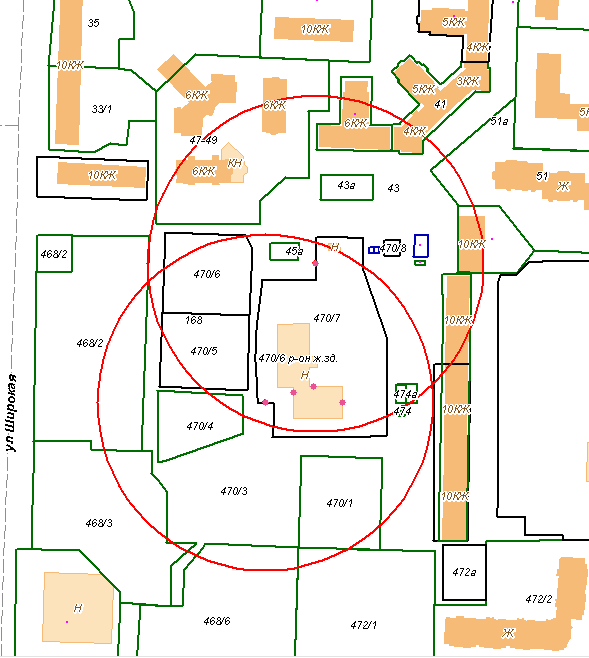 35
10КЖ
5КЖ
4КЖ
10КЖ
3КЖ
5КЖ
41
6КЖ
6КЖ
33/1
6КЖ
4КЖ
51а
47-49
КН
6КЖ
10КЖ
43а
43
51
Ж
Н
45а
470/8
10КЖ
468/2
470/6
168
470/7
10КЖ
468/2
470/5
470/6 р-он ж.зд.
Н
474а
474
10КЖ
ул Широкая
470/4
470/3
470/1
10КЖ
468/3
472а
Н
468/6
472/1
472/2
Ж